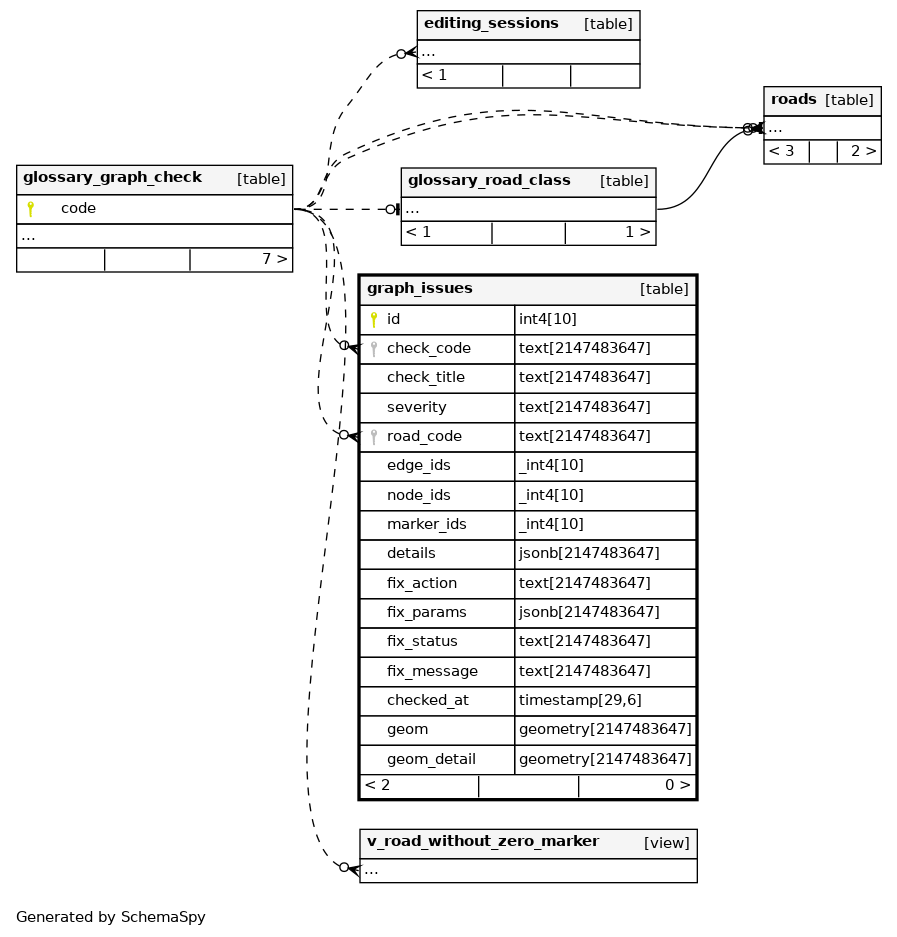 editing_sessions [table]
...
< 1
roads [table]
...
< 3 2 >
glossary_graph_check [table]
code
...
7 >
glossary_road_class [table]
...
< 1 1 >
graph_issues [table]
id int4[10]
check_code text[2147483647]
check_title text[2147483647]
severity text[2147483647]
road_code text[2147483647]
edge_ids _int4[10]
node_ids _int4[10]
marker_ids _int4[10]
details jsonb[2147483647]
fix_action text[2147483647]
fix_params jsonb[2147483647]
fix_status text[2147483647]
fix_message text[2147483647]
checked_at timestamp[29,6]
geom geometry[2147483647]
geom_detail geometry[2147483647]
< 2 0 >
v_road_without_zero_marker [view]
...
Generated by SchemaSpy